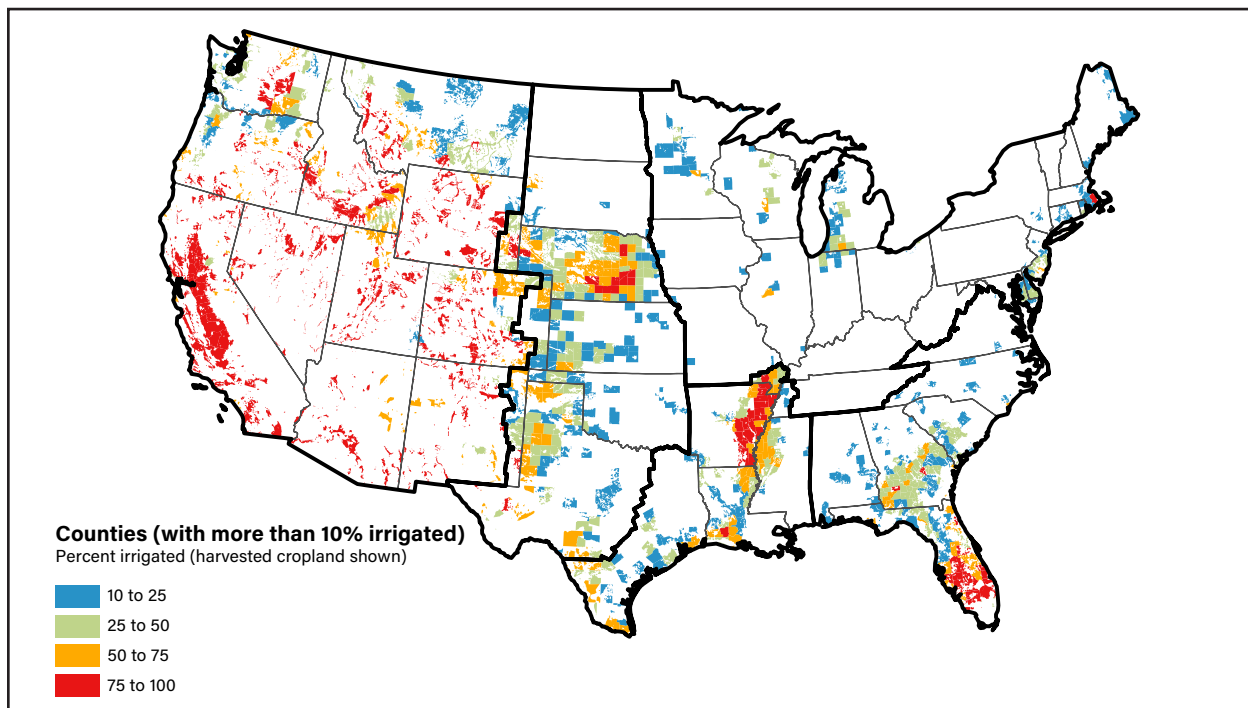 Counties (with more than 10% irrigated)
Percent irrigated (harvested cropland shown)
10 to 25
25 to 50
50 to 75
75 to 100